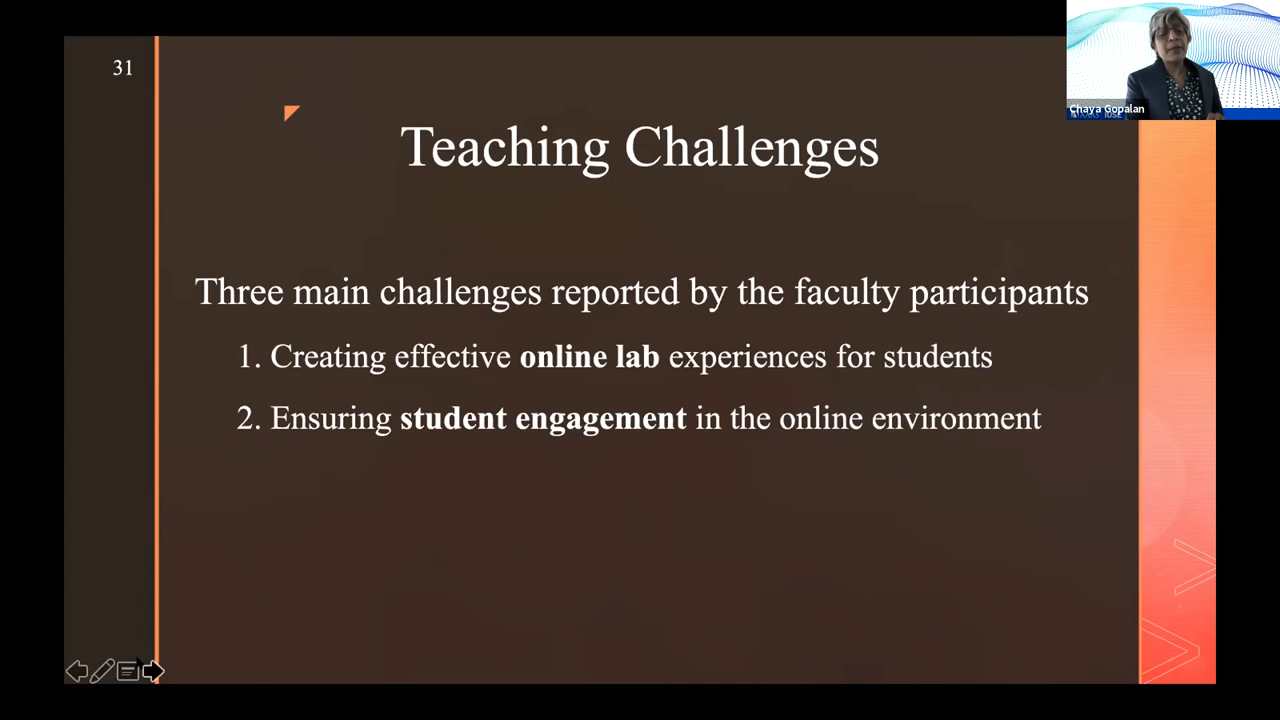 31
Chaya Gopalan
Teaching Challenges
Three main challenges reported by the faculty participants
1. Creating effective online lab experiences for students
2. Ensuring student engagement in the online environment